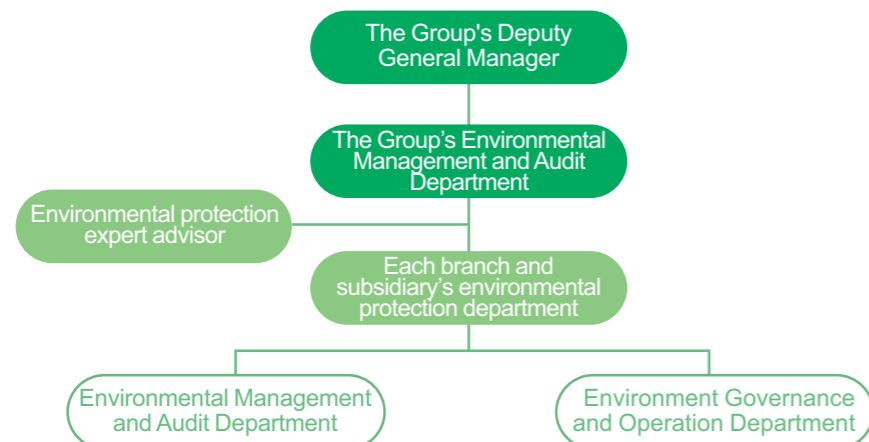 The Group's Deputy
General Manager
The Group’s Environmental
Management and Audit
Department
Environmental protection
expert advisor
Each branch and
subsidiary’s environmental
protection department
Environmental Management
and Audit Department
Environment Governance
and Operation Department